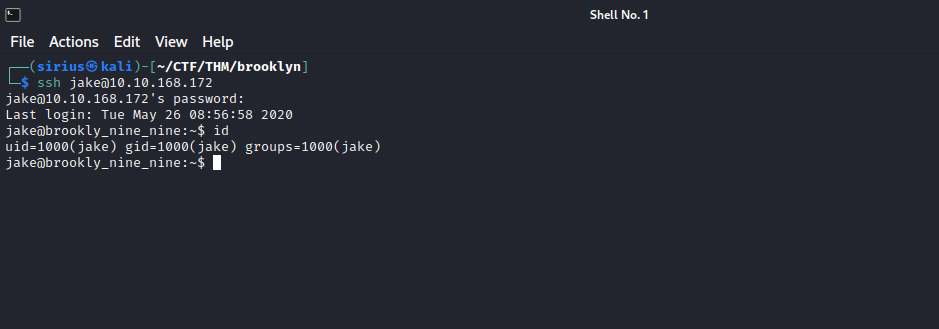 Shell No. 1
File Actions Edit View Help
┌──(sirius㉿kali)-[~/CTF/THM/brooklyn]
└─$ ssh jake@10.10.168.172
jake@10.10.168.172's password:
Last login: Tue May 26 08:56:58 2020
jake@brookly_nine_nine:~$ id
uid=1000(jake) gid=1000(jake) groups=1000(jake)
jake@brookly_nine_nine:~$